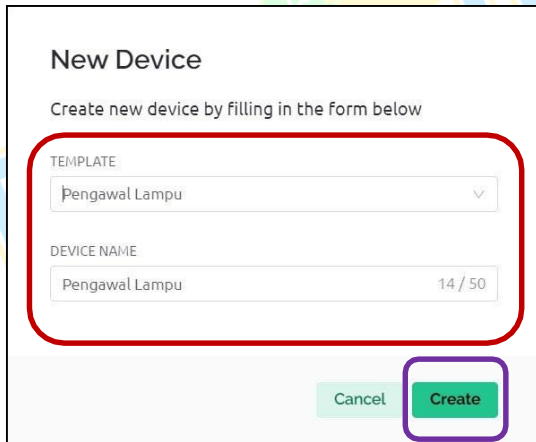 New Device
Create new device by filling in the form below
TEMPLATE
Pengawal Lampu
DEVICE NAME
Pengawal Lampu 14 / 50
Cancel Create